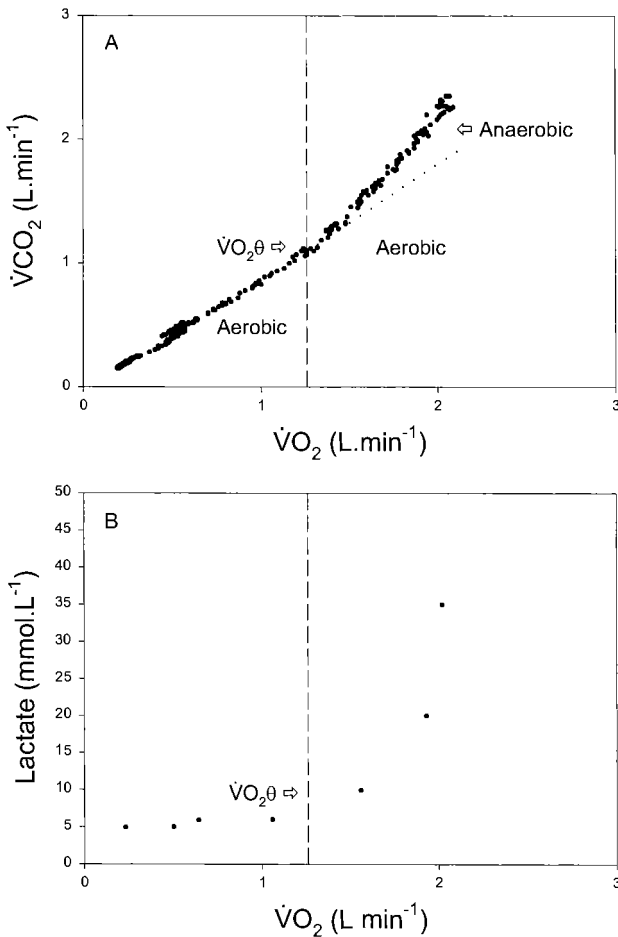 3
A
Anaerobic
2
V̇CO₂ (L.min⁻¹)
V̇O₂θ
1
Aerobic
Aerobic
0
0 1 2 3
V̇O₂ (L.min⁻¹)
50
B
45
40
35
30
Lactate (mmol.L⁻¹)
25
20
15
10
V̇O₂θ
5
0
0 1 2 3
V̇O₂ (L min⁻¹)